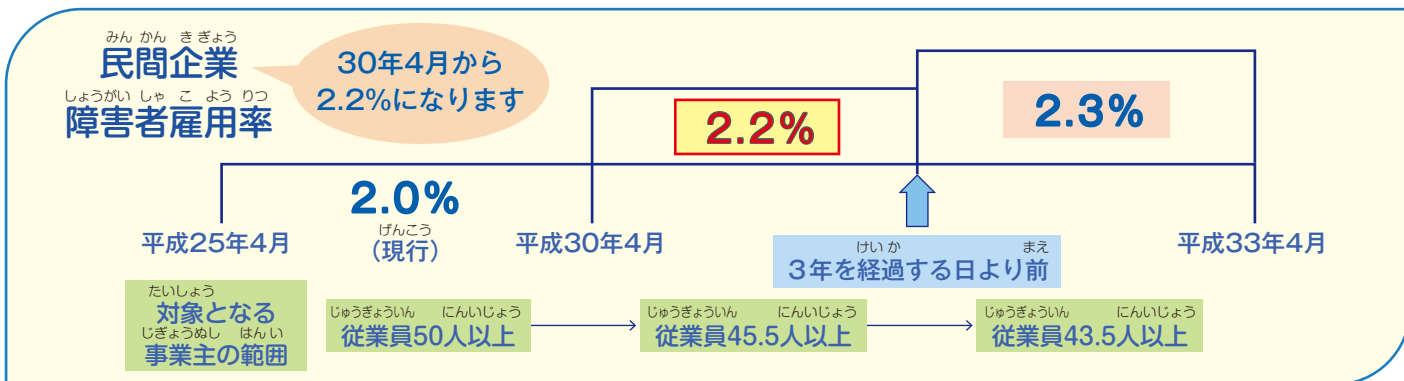 みんかんきぎょう
民間企業
しょうがいしゃこようりつ
障害者雇用率
30年4月から
2.2%になります
2.2%
2.3%
2.0%
げんこう
(現行)
平成25年4月
平成30年4月
けいか まえ
3年を経過する日より前
平成33年4月
たいしょう
対象となる
じぎょうぬし はんい
事業主の範囲
じゅうぎょういん にんいじょう
従業員50人以上
じゅうぎょういん にんいじょう
従業員45.5人以上
じゅうぎょういん にんいじょう
従業員43.5人以上